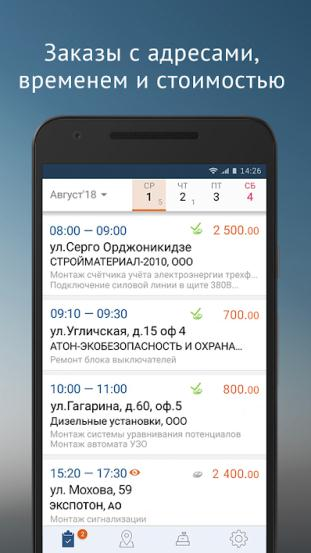 Заказы с адресами,
временем и стоимостью
14:26
Август'18 СР ЧТ ПТ СБ
1 5 2 1 3 4
08:00 — 09:00 2 500.00
ул.Серго Орджоникидзе
СТРОЙМАТЕРИАЛ-2010, ООО
Монтаж счётчика учёта электроэнергии трехф...
Подключение силовой линии в щите 380В...
09:10 — 09:30 700.00
ул.Угличская, д.15 оф 4
АТОН-ЭКОБЕЗОПАСНОСТЬ И ОХРАНА...
Ремонт блока выключателей
10:00 — 11:00 800.00
ул.Гагарина, д.60, оф.5
Дизельные установки, ООО
Монтаж системы уравнивания потенциалов
Монтаж автомата УЗО
15:20 — 17:30 2 400.00
ул. Мохова, 59
ЭКСПОТОН, АО
Монтаж сигнализации
2